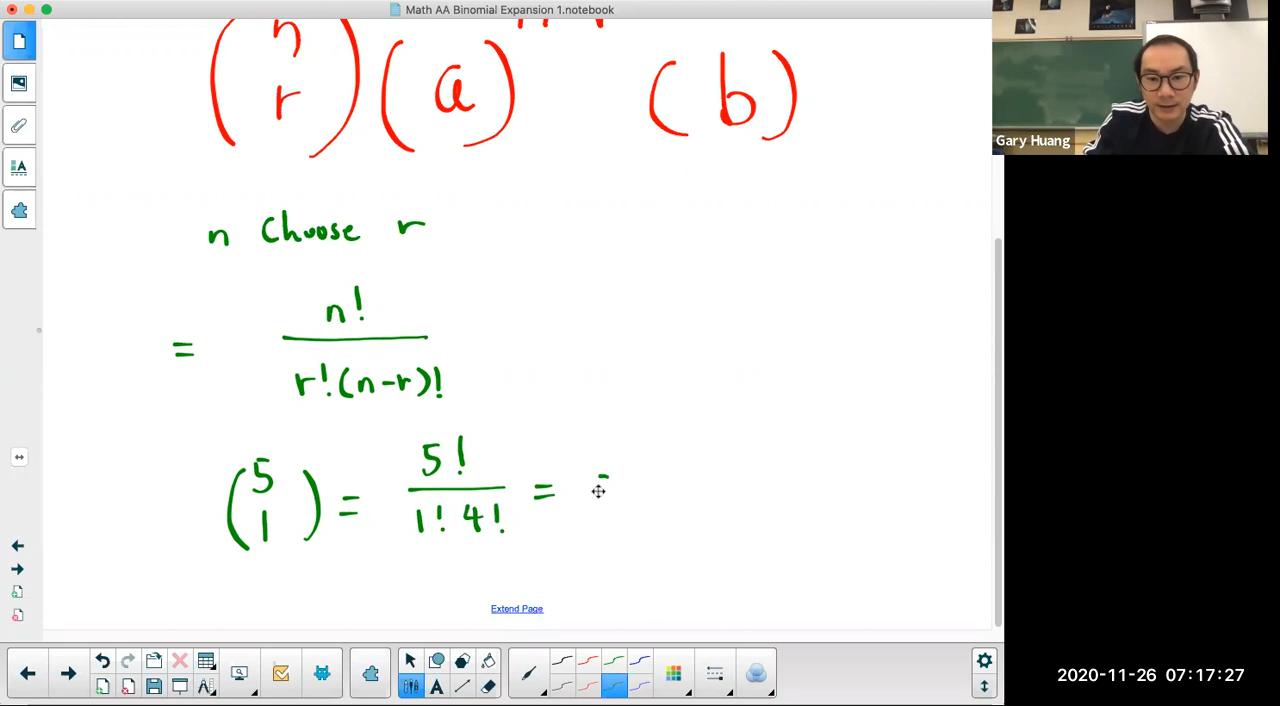 Math AA Binomial Expansion 1.notebook
(n r) (a) (b)
Gary Huang
n Choose r
= n! / r!(n-r)!
(5 1) = 5! / 1! 4! =
Extend Page
A
2020-11-26 07:17:27